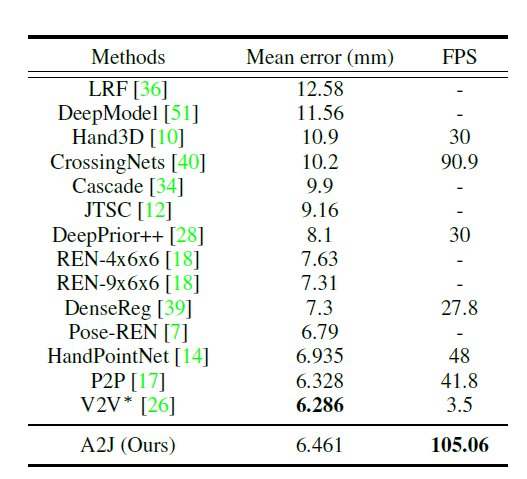 Methods Mean error (mm) FPS
LRF [36] 12.58 -
DeepModel [51] 11.56 -
Hand3D [10] 10.9 30
CrossingNets [40] 10.2 90.9
Cascade [34] 9.9 -
JTSC [12] 9.16 -
DeepPrior++ [28] 8.1 30
REN-4x6x6 [18] 7.63 -
REN-9x6x6 [18] 7.31 -
DenseReg [39] 7.3 27.8
Pose-REN [7] 6.79 -
HandPointNet [14] 6.935 48
P2P [17] 6.328 41.8
V2V* [26] 6.286 3.5
A2J (Ours) 6.461 105.06